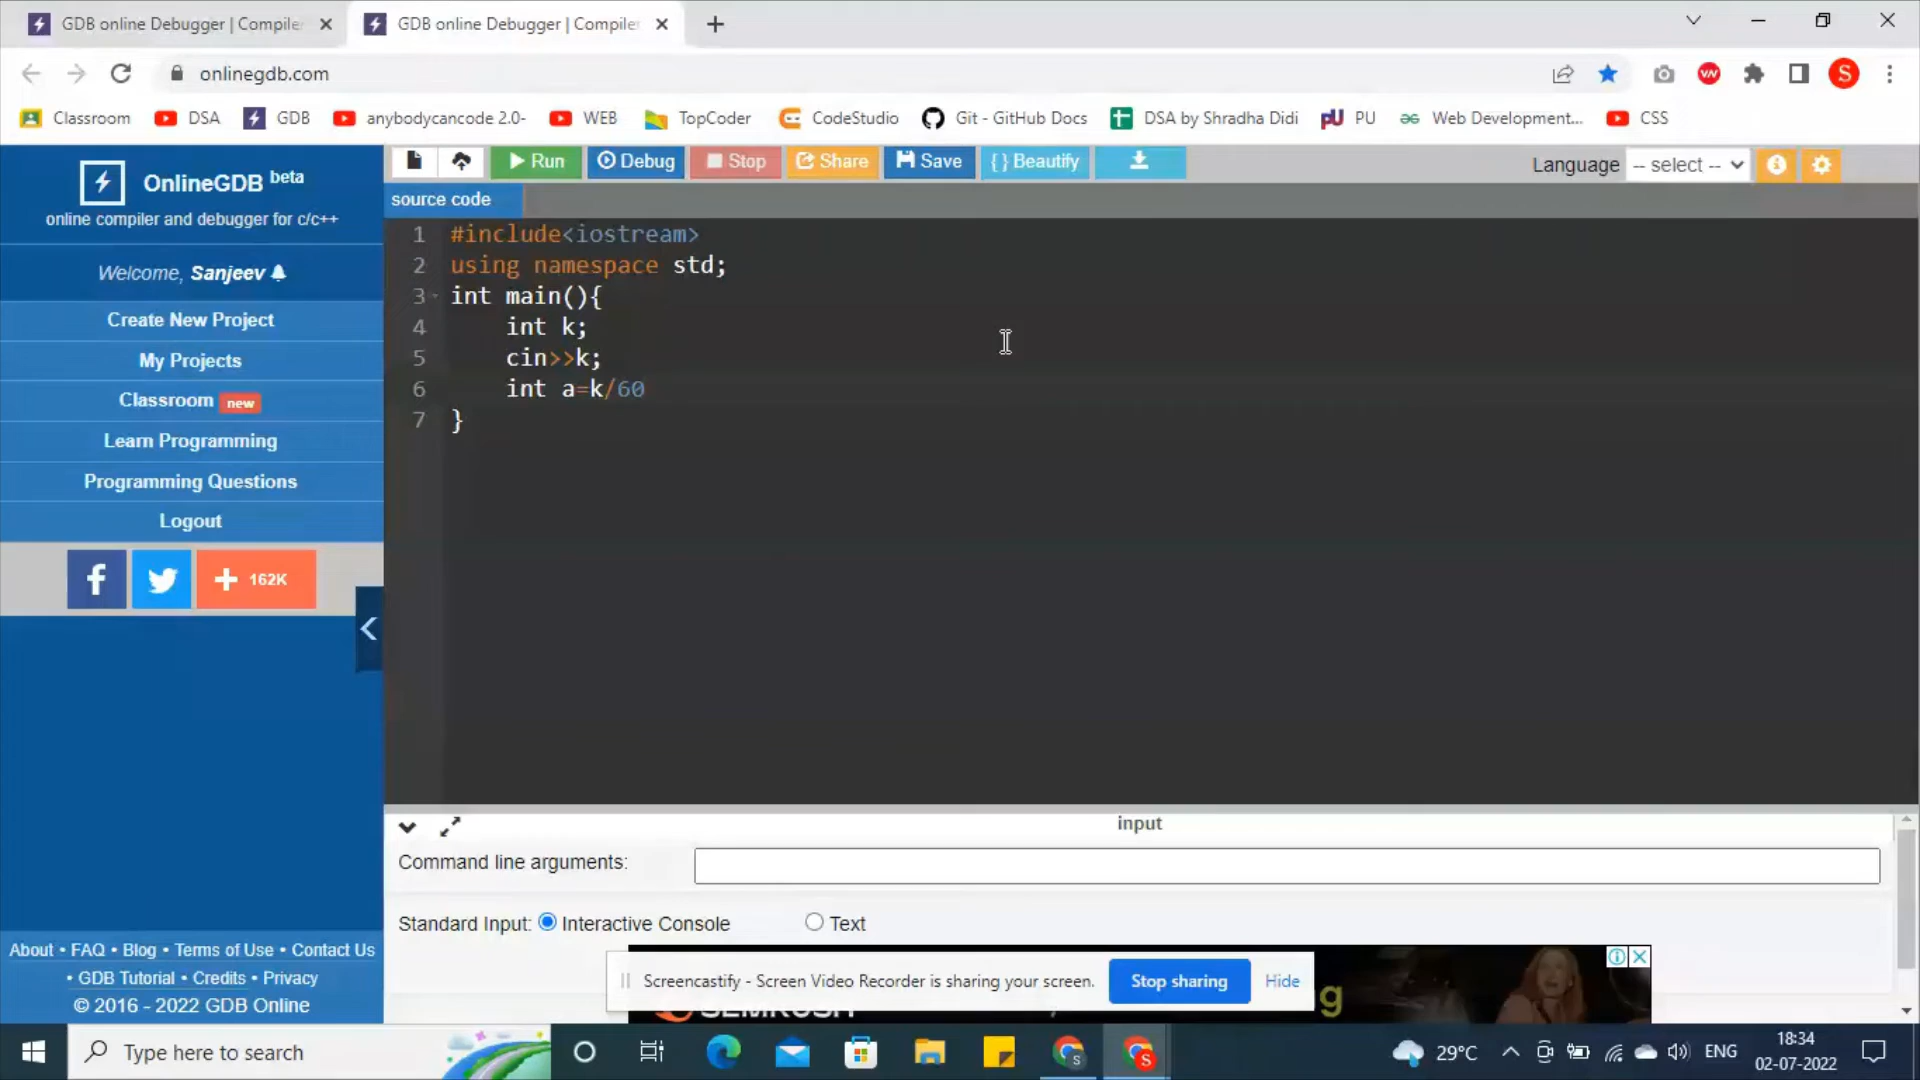 GDB online Debugger | Compiler
GDB online Debugger | Compiler
onlinegdb.com
S
Classroom
DSA
GDB
anybodycancode 2.0-
WEB
TopCoder
CodeStudio
Git - GitHub Docs
DSA by Shradha Didi
PU
Web Development...
CSS
OnlineGDB beta
online compiler and debugger for c/c++
Welcome, Sanjeev
Create New Project
My Projects
Classroom new
Learn Programming
Programming Questions
Logout
162K
About • FAQ • Blog • Terms of Use • Contact Us
• GDB Tutorial • Credits • Privacy
© 2016 - 2022 GDB Online
Run
Debug
Stop
Share
Save
{ } Beautify
Language
-- select --
source code
1 #include<iostream>
2 using namespace std;
3 int main(){
4 int k;
5 cin>>k;
6 int a=k/60
7 }
input
Command line arguments:
Standard Input: Interactive Console Text
Screencastify - Screen Video Recorder is sharing your screen.
Stop sharing
Hide
Type here to search
29°C
ENG
18:34
02-07-2022